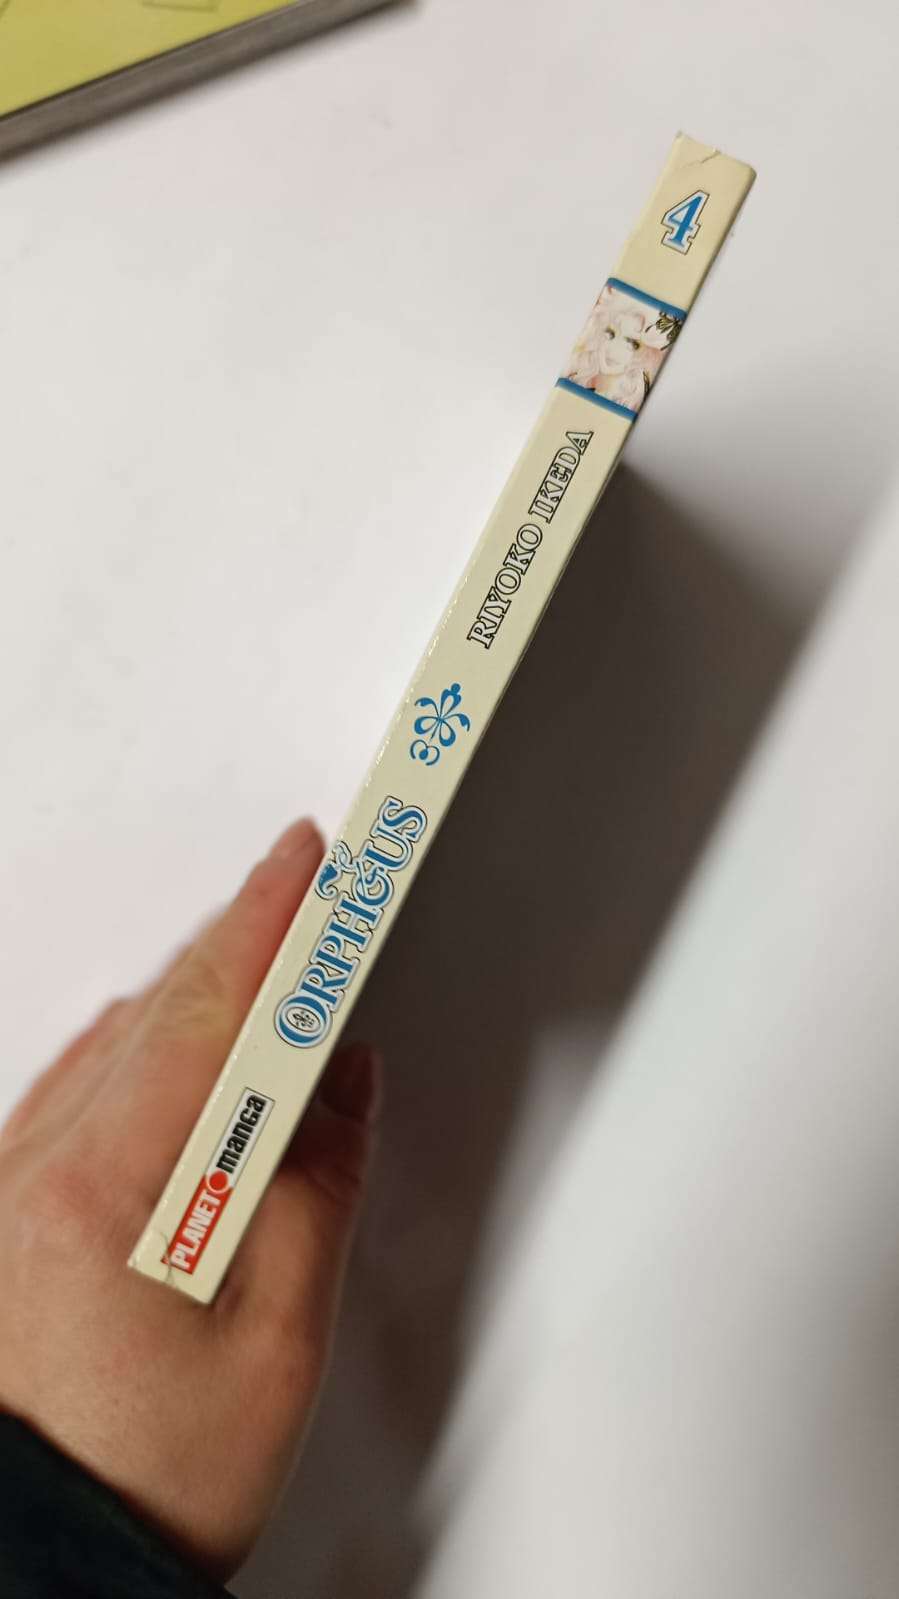 4
RIYOKO IKEDA
ORPHEUS
PLANET manga